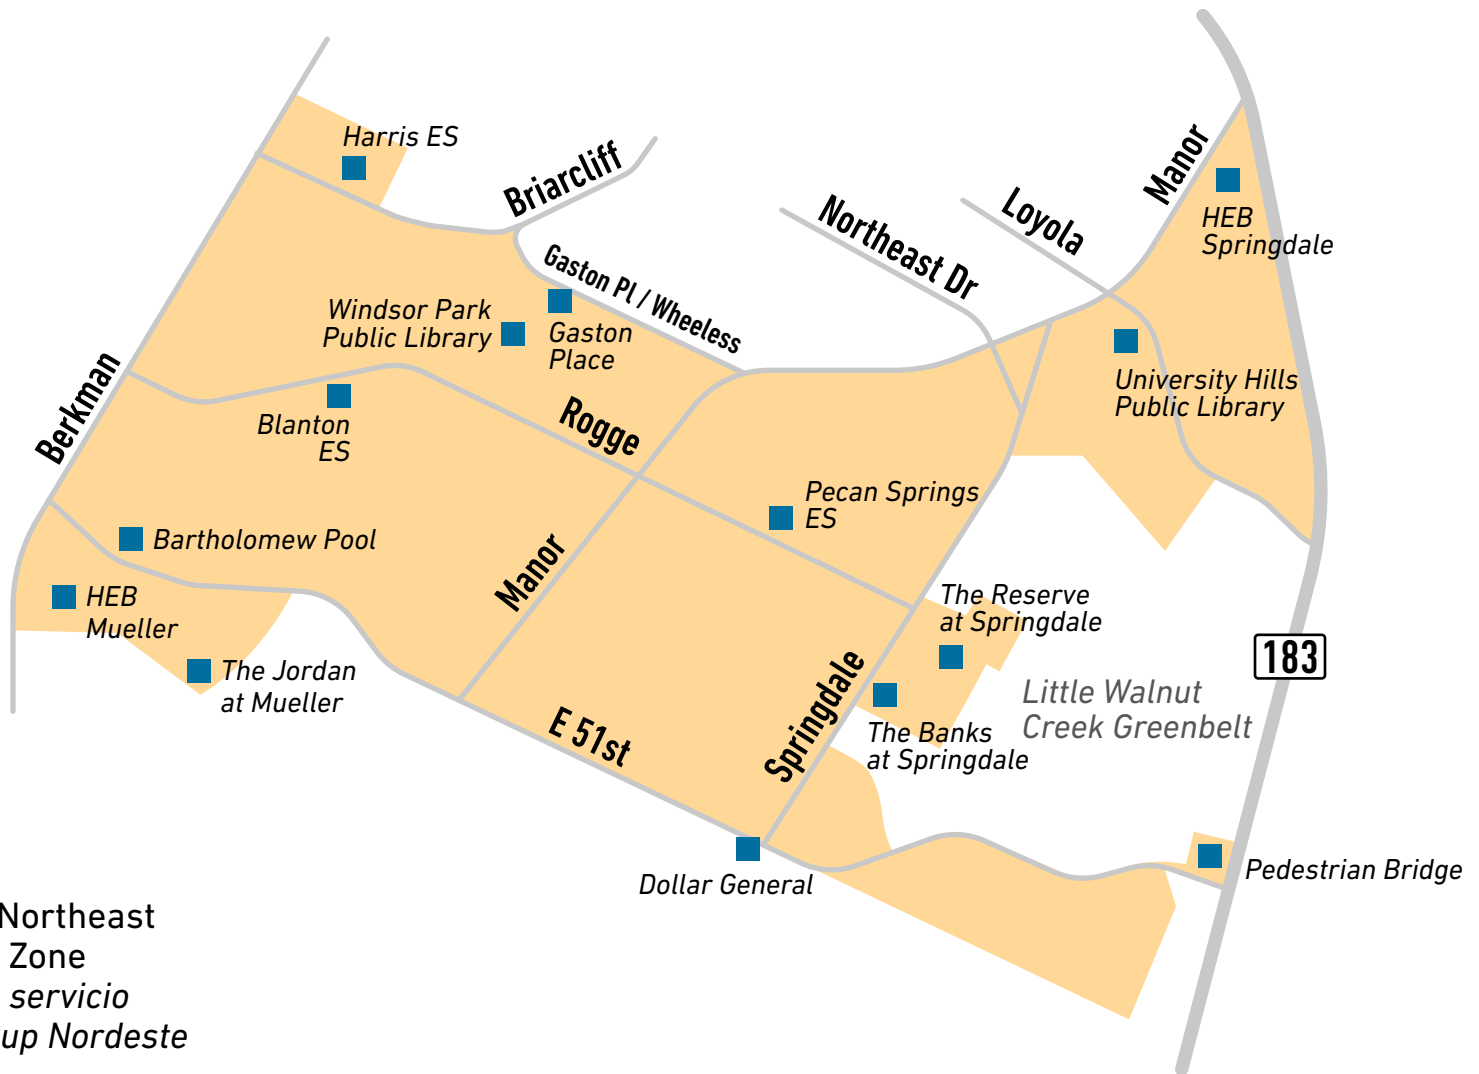 Harris ES
Briarcliff
Manor
Loyola
Northeast Dr
HEB
Springdale
Gaston Pl / Wheeless
Windsor Park
Public Library
Gaston
Place
Berkman
University Hills
Public Library
Blanton
ES
Rogge
Pecan Springs
ES
Bartholomew Pool
Manor
HEB
Mueller
The Reserve
at Springdale
183
The Jordan
at Mueller
Little Walnut
Creek Greenbelt
E 51st
Springdale
The Banks
at Springdale
Dollar General
Pedestrian Bridge
Northeast
Zone
servicio
up Nordeste